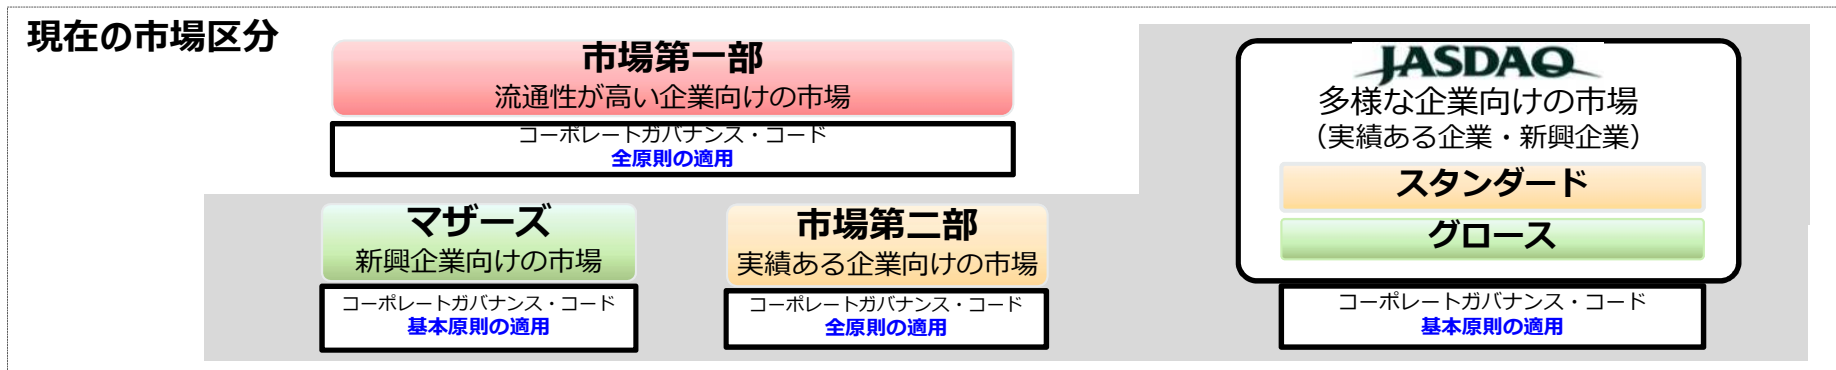 現在の市場区分
市場第一部
流通性が高い企業向けの市場
コーポレートガバナンス・コード
全原則の適用
マザーズ
新興企業向けの市場
コーポレートガバナンス・コード
基本原則の適用
市場第二部
実績ある企業向けの市場
コーポレートガバナンス・コード
全原則の適用
JASDAQ
多様な企業向けの市場
（実績ある企業・新興企業）
スタンダード
グロース
コーポレートガバナンス・コード
基本原則の適用